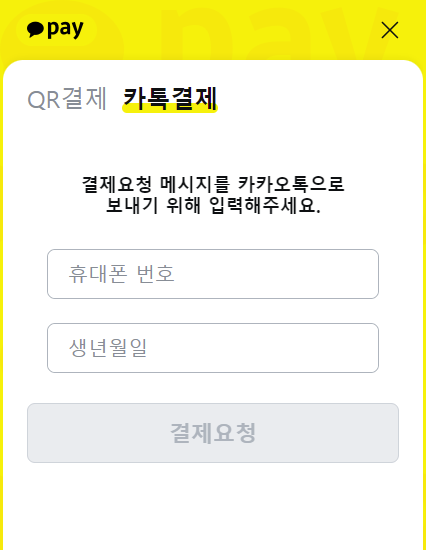 pay
QR결제 카톡결제
결제요청 메시지를 카카오톡으로
보내기 위해 입력해주세요.
휴대폰 번호
생년월일
결제요청